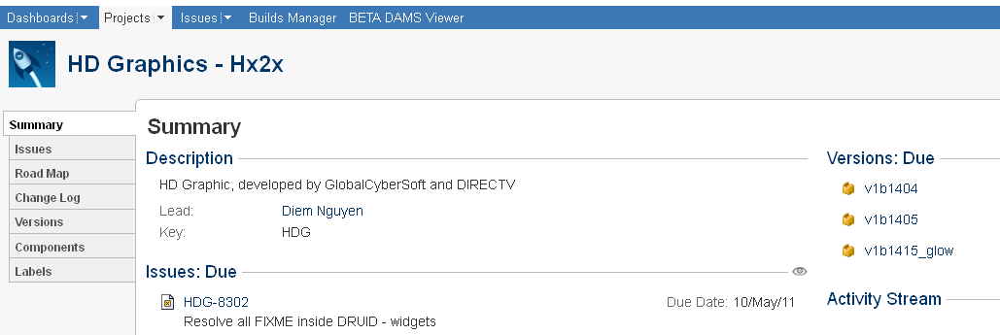 Dashboards Projects Issues Builds Manager BETA DAMS Viewer
HD Graphics - Hx2x
Summary
Issues
Road Map
Change Log
Versions
Components
Labels
Summary
Description
HD Graphic, developed by GlobalCyberSoft and DIRECTV
Lead: Diem Nguyen
Key: HDG
Issues: Due
HDG-8302 Due Date: 10/May/11
Resolve all FIXME inside DRUID - widgets
Versions: Due
v1b1404
v1b1405
v1b1415_glow
Activity Stream